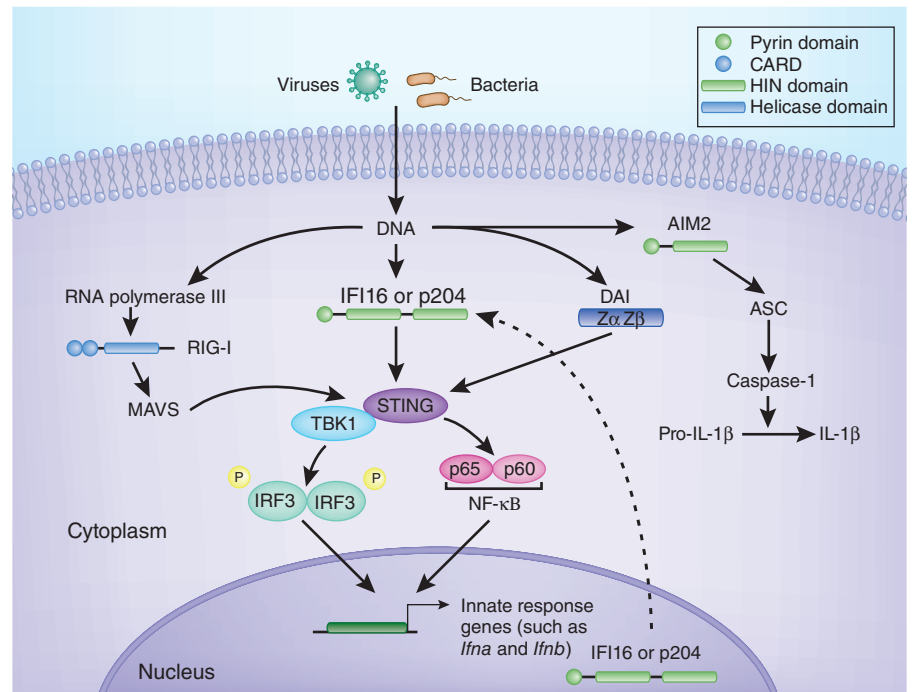 Pyrin domain
CARD
HIN domain
Helicase domain
Viruses
Bacteria
DNA
AIM2
RNA polymerase III
IFI16 or p204
DAI
Zα Zβ
ASC
RIG-I
MAVS
Caspase-1
STING
TBK1
Pro-IL-1β
IL-1β
P
P
IRF3
IRF3
p65
p60
NF-κB
Cytoplasm
Innate response
genes (such as
Ifna and Ifnb)
IFI16 or p204
Nucleus